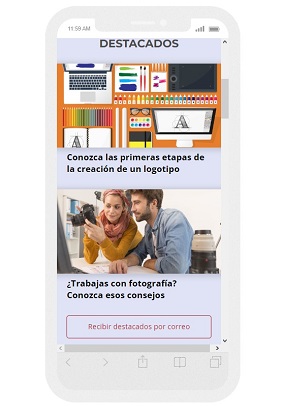 11:59 AM
DESTACADOS
A
A
Conozca las primeras etapas de
la creación de un logotipo
¿Trabajas con fotografía?
Conozca esos consejos
Recibir destacados por correo